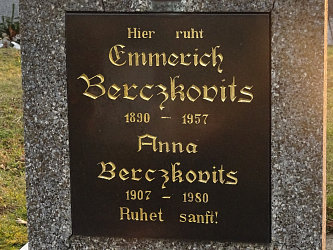 Hier ruht
Emmerich
Berczkovits
1890 - 1957
Anna
Berczkovits
1907 - 1980
Ruhet sanft!